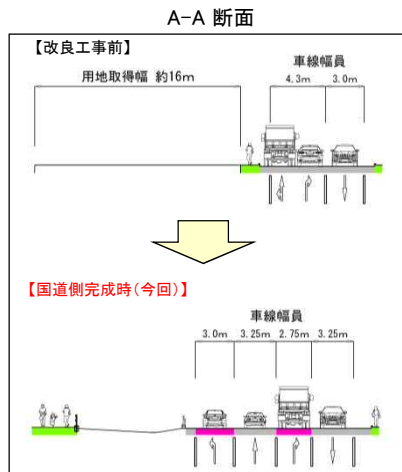 A-A 断面
【改良工事前】
車線幅員
用地取得幅 約16m
4.3m 3.0m
【国道側完成時(今回)】
車線幅員
3.0m 3.25m 2.75m 3.25m